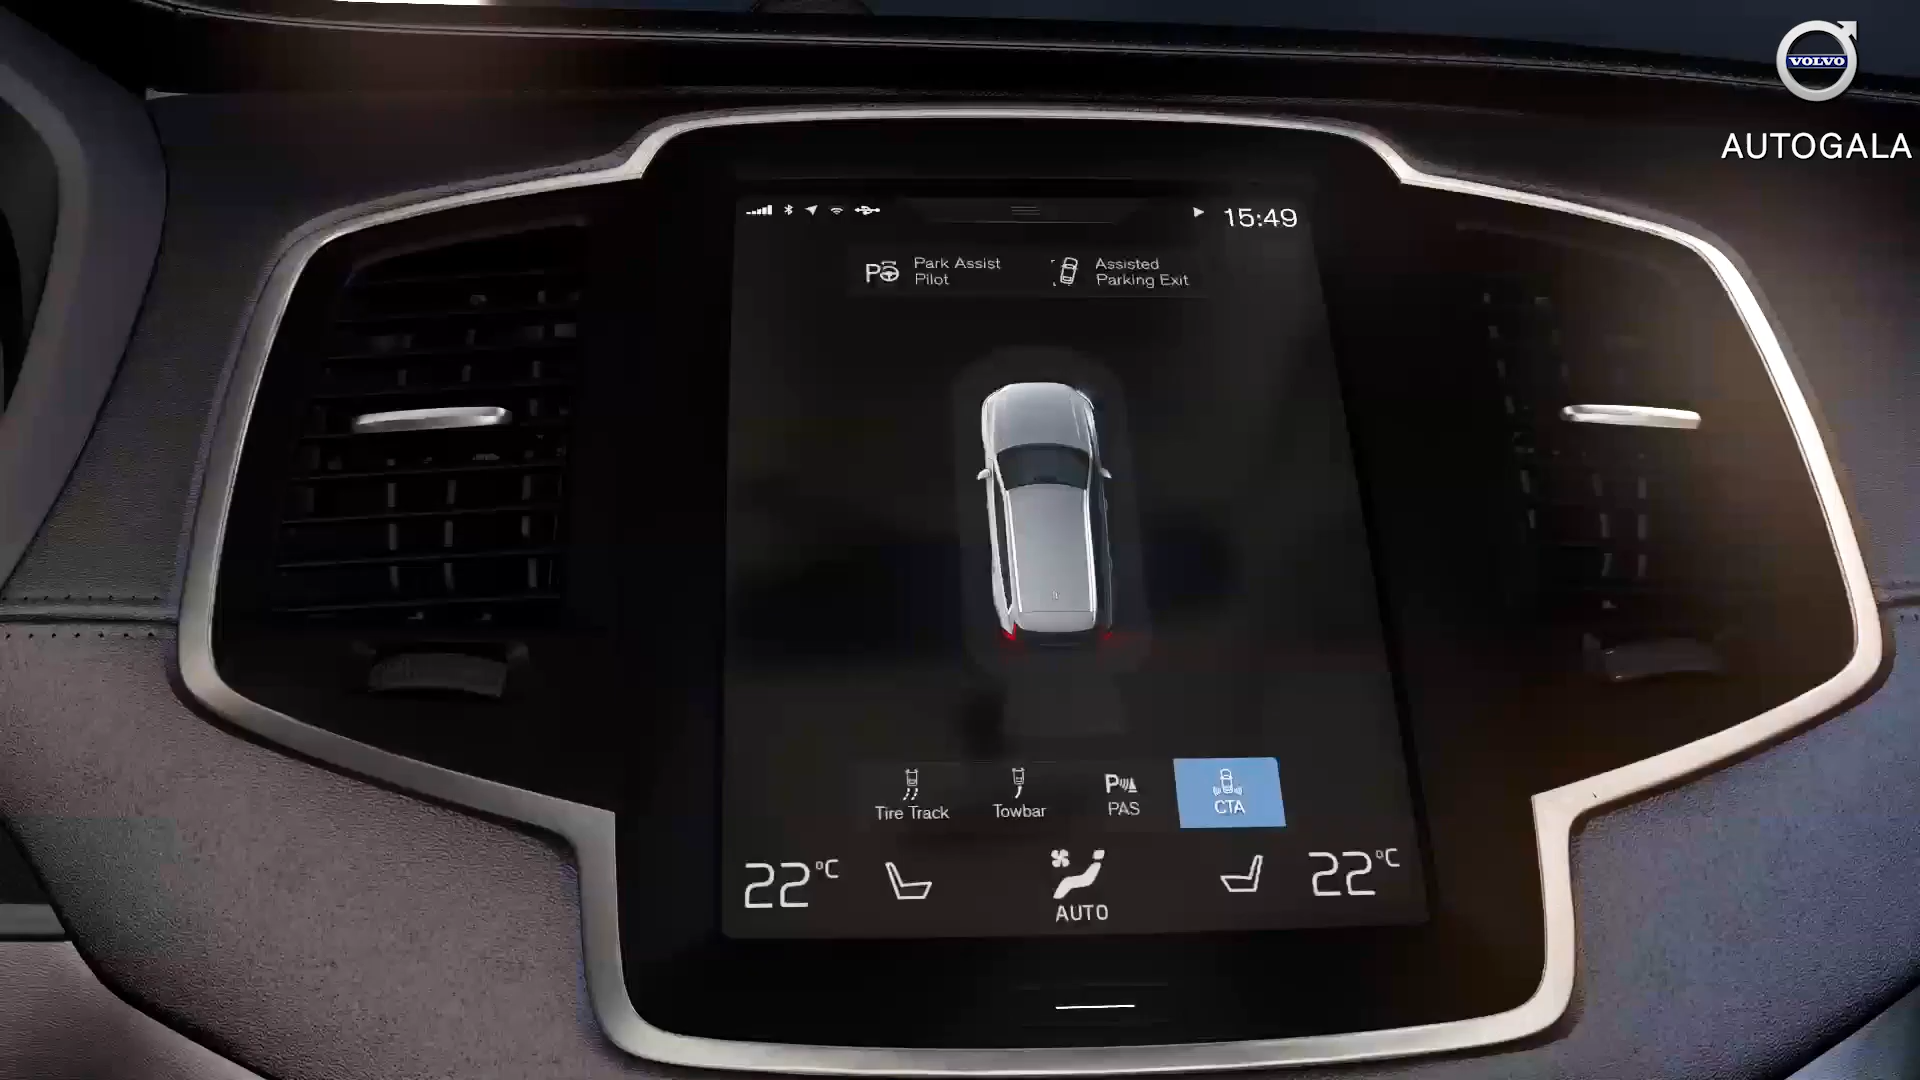 VOLVO
AUTOGALA
15:49
Park Assist
Pilot
Assisted
Parking Exit
Tire Track
Towbar
P
PAS
CTA
22°C
AUTO
22°C